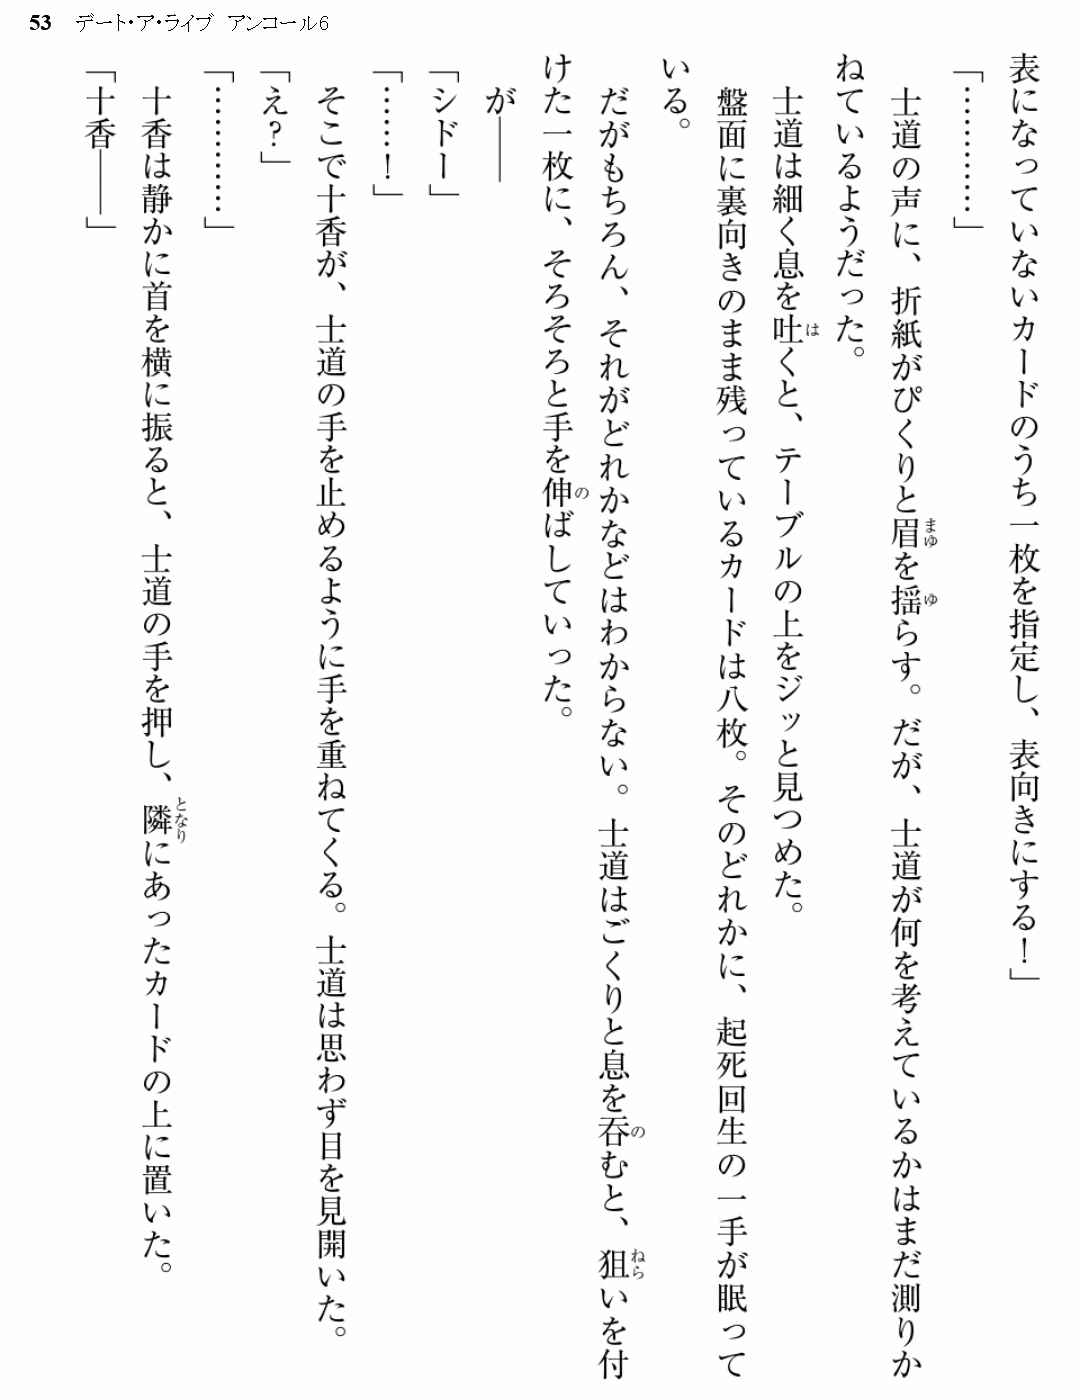 53 デート・ア・ライブ アンコール6
表になっていないカードのうち一枚を指定し、表向きにする！」
「…………」
士道の声に、折紙がぴくりと眉を揺らす。だが、士道が何を考えているかはまだ測りか
ねているようだった。
士道は細く息を吐くと、テーブルの上をジッと見つめた。
盤面に裏向きのまま残っているカードは八枚。そのどれかに、起死回生の一手が眠って
いる。
だがもちろん、それがどれかなどはわからない。士道はごくりと息を呑むと、狙いを付
けた一枚に、そろそろと手を伸ばしていった。
が――
「シドー」
「……！」
そこで十香が、士道の手を止めるように手を重ねてくる。士道は思わず目を見開いた。
「え？」
「…………」
十香は静かに首を横に振ると、士道の手を押し、隣にあったカードの上に置いた。
「十香――」